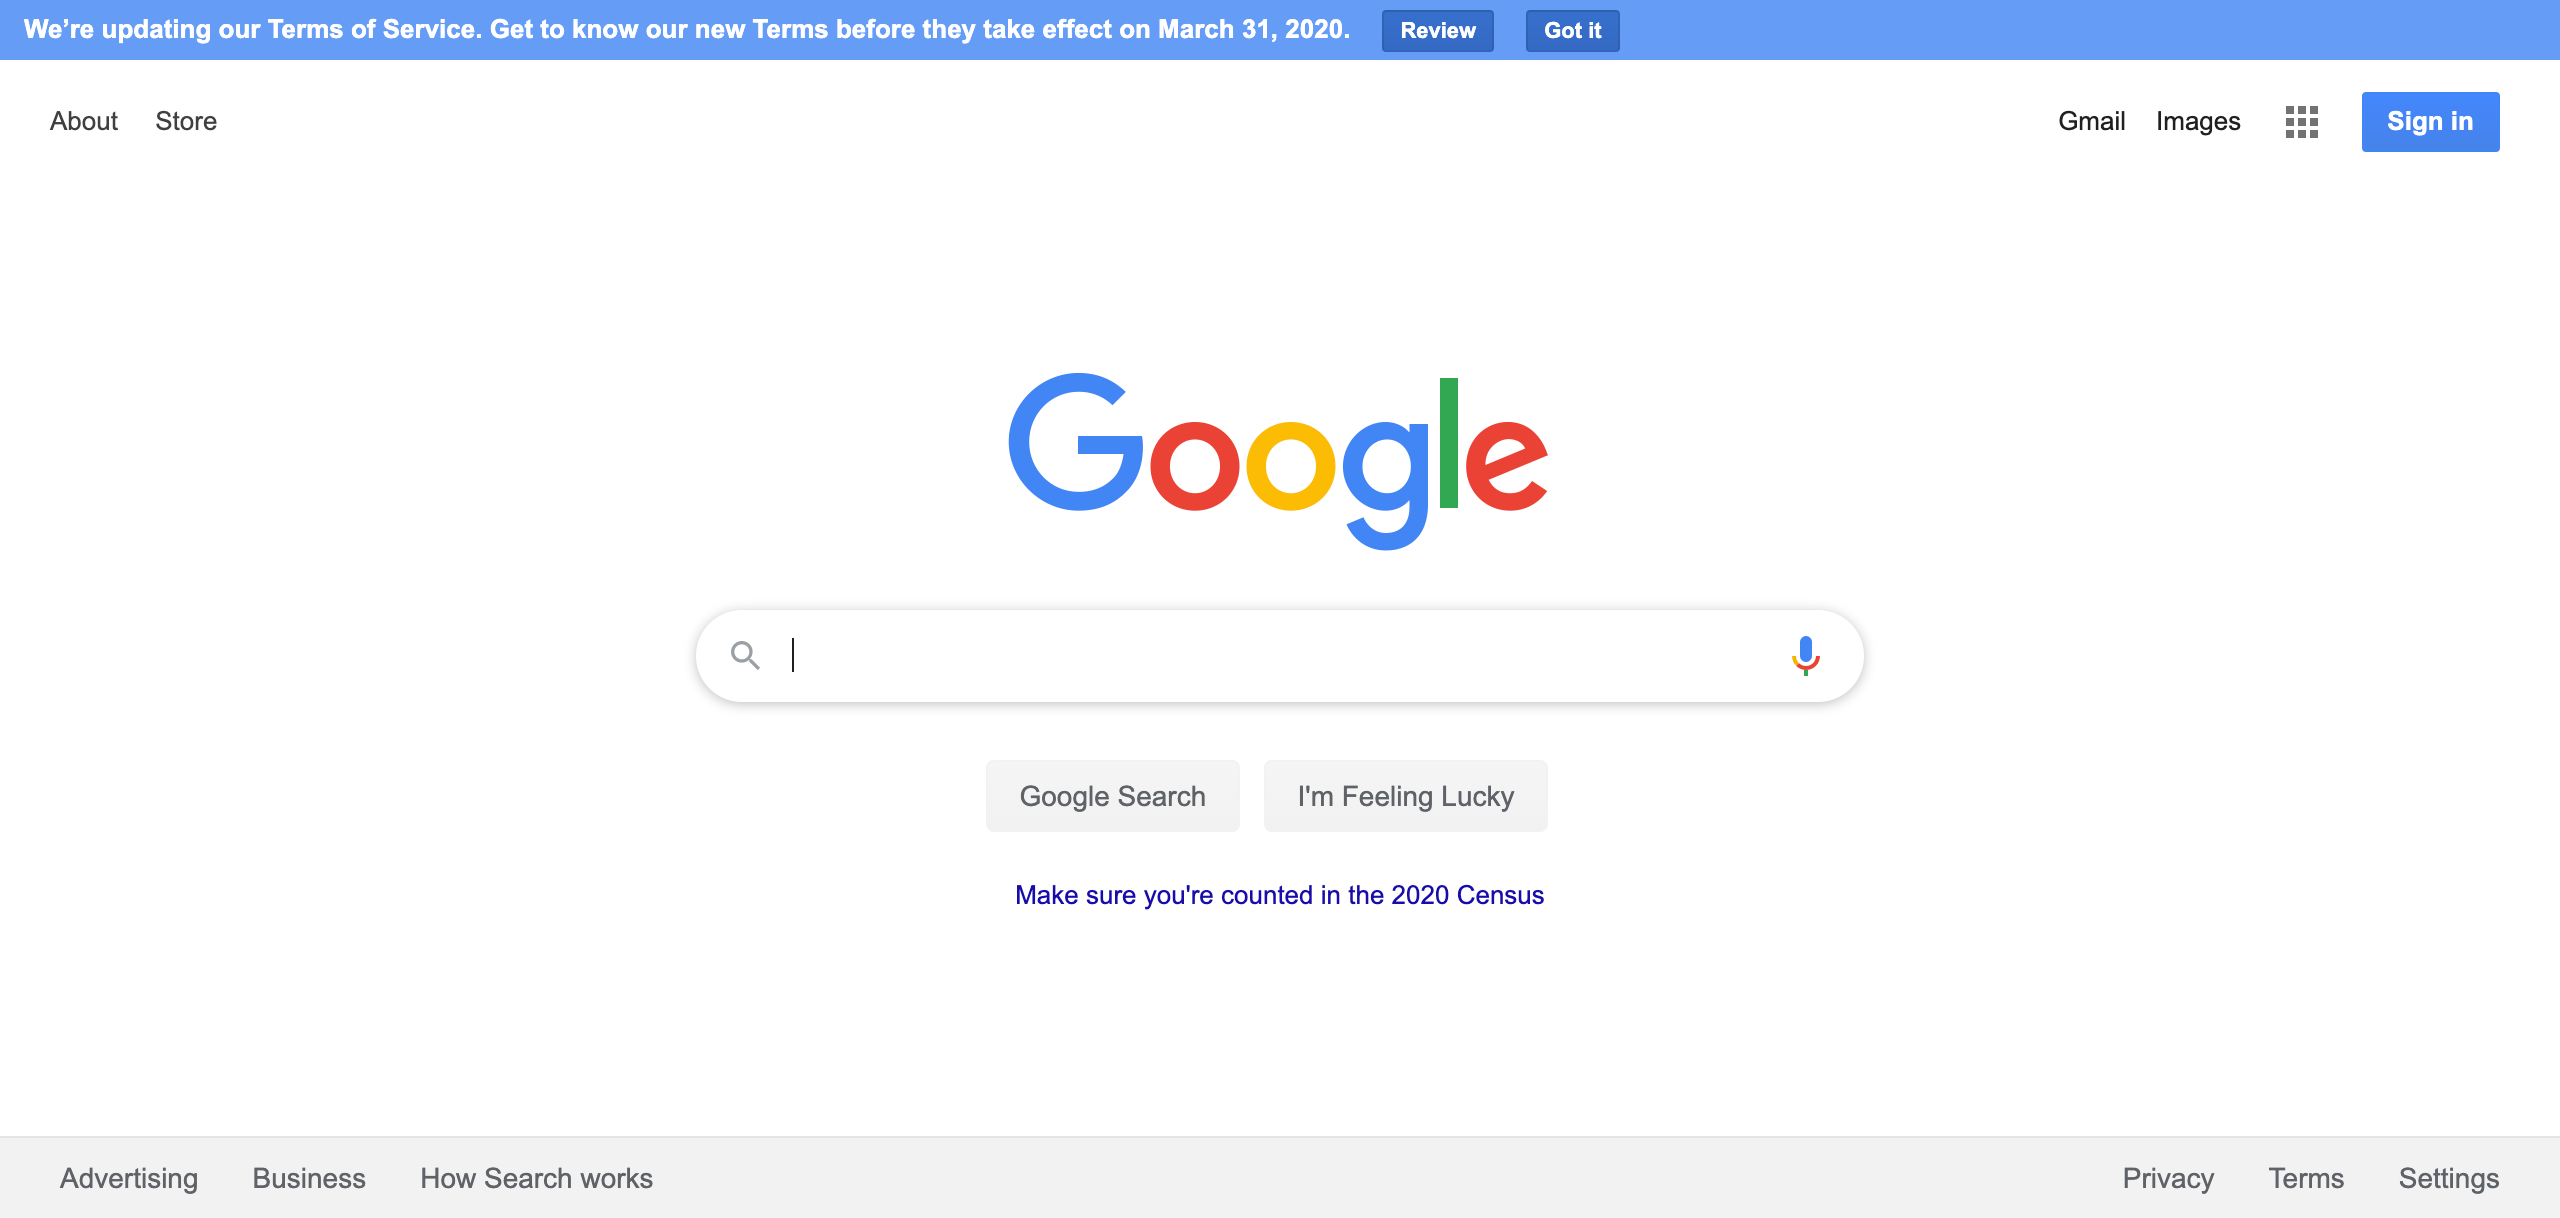 We’re updating our Terms of Service. Get to know our new Terms before they take effect on March 31, 2020. Review Got it
About Store Gmail Images Sign in
Google
Google Search I'm Feeling Lucky
Make sure you're counted in the 2020 Census
Advertising Business How Search works Privacy Terms Settings